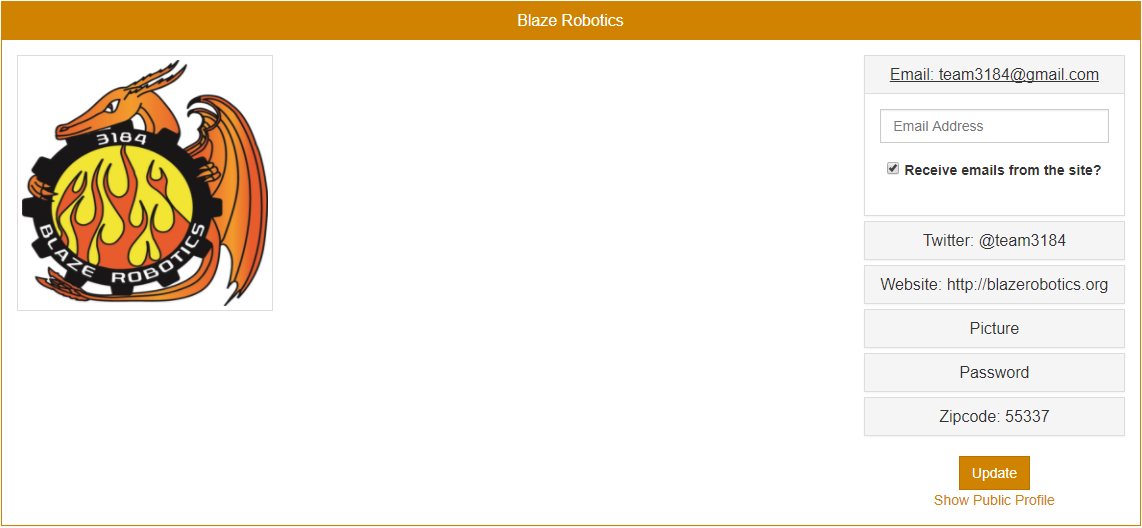 Blaze Robotics
3184
BLAZE ROBOTICS
Email: team3184@gmail.com
Email Address
Receive emails from the site?
Twitter: @team3184
Website: http://blazerobotics.org
Picture
Password
Zipcode: 55337
Update
Show Public Profile